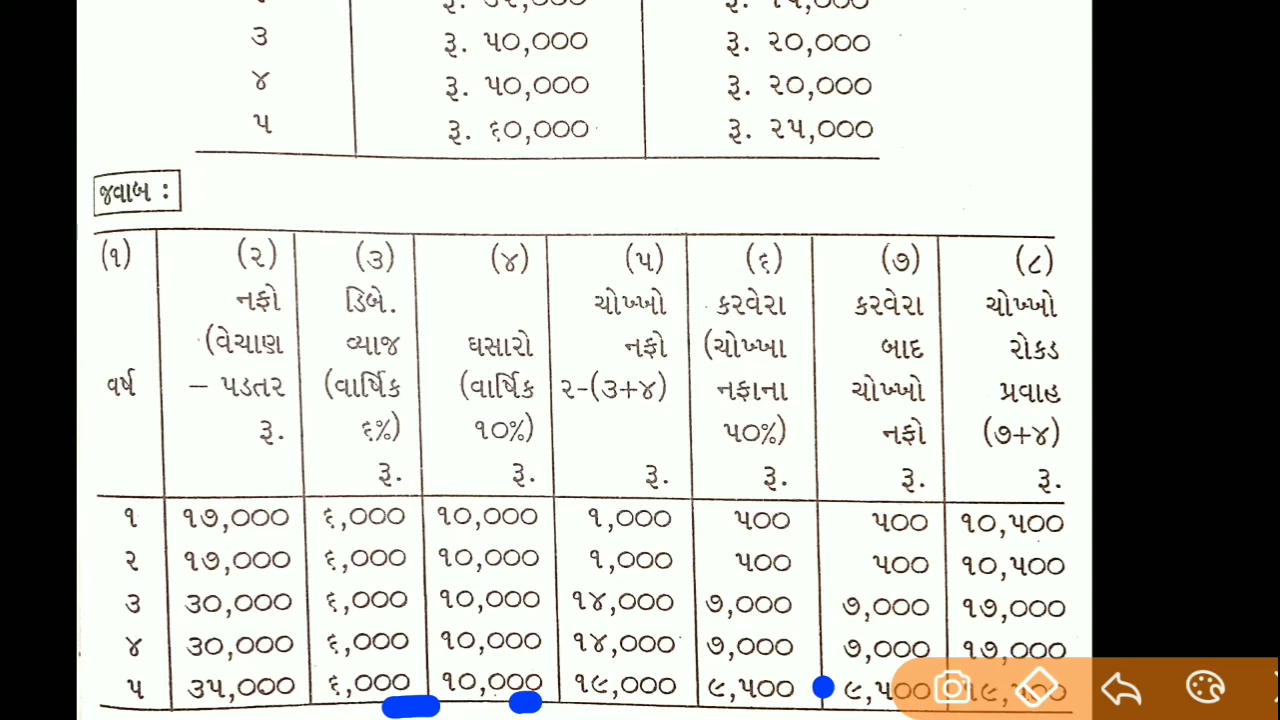 ૩ રૂ. ૫૦,૦૦૦ રૂ. ૨૦,૦૦૦
૪ રૂ. ૫૦,૦૦૦ રૂ. ૨૦,૦૦૦
૫ રૂ. ૬૦,૦૦૦ રૂ. ૨૫,૦૦૦
જવાબ :
(૧) (૨) (૩) (૪) (૫) (૬) (૭) (૮)
નફો ડિબે. ચોખ્ખો કરવેરા કરવેરા ચોખ્ખો
(વેચાણ વ્યાજ ઘસારો નફો (ચોખ્ખા બાદ રોકડ
વર્ષ – પડતર (વાર્ષિક (વાર્ષિક ૨-(૩+૪) નફાના ચોખ્ખો પ્રવાહ
રૂ. ૬%) ૧૦%) ૫૦%) નફો (૭+૪)
રૂ. રૂ. રૂ. રૂ. રૂ. રૂ.
૧ ૧૭,૦૦૦ ૬,૦૦૦ ૧૦,૦૦૦ ૧,૦૦૦ ૫૦૦ ૫૦૦ ૧૦,૫૦૦
૨ ૧૭,૦૦૦ ૬,૦૦૦ ૧૦,૦૦૦ ૧,૦૦૦ ૫૦૦ ૫૦૦ ૧૦,૫૦૦
૩ ૩૦,૦૦૦ ૬,૦૦૦ ૧૦,૦૦૦ ૧૪,૦૦૦ ૭,૦૦૦ ૭,૦૦૦ ૧૭,૦૦૦
૪ ૩૦,૦૦૦ ૬,૦૦૦ ૧૦,૦૦૦ ૧૪,૦૦૦ ૭,૦૦૦ ૭,૦૦૦ ૧૭,૦૦૦
૫ ૩૫,૦૦૦ ૬,૦૦૦ ૧૦,૦૦૦ ૧૯,૦૦૦ ૯,૫૦૦ ૯,૫૦૦